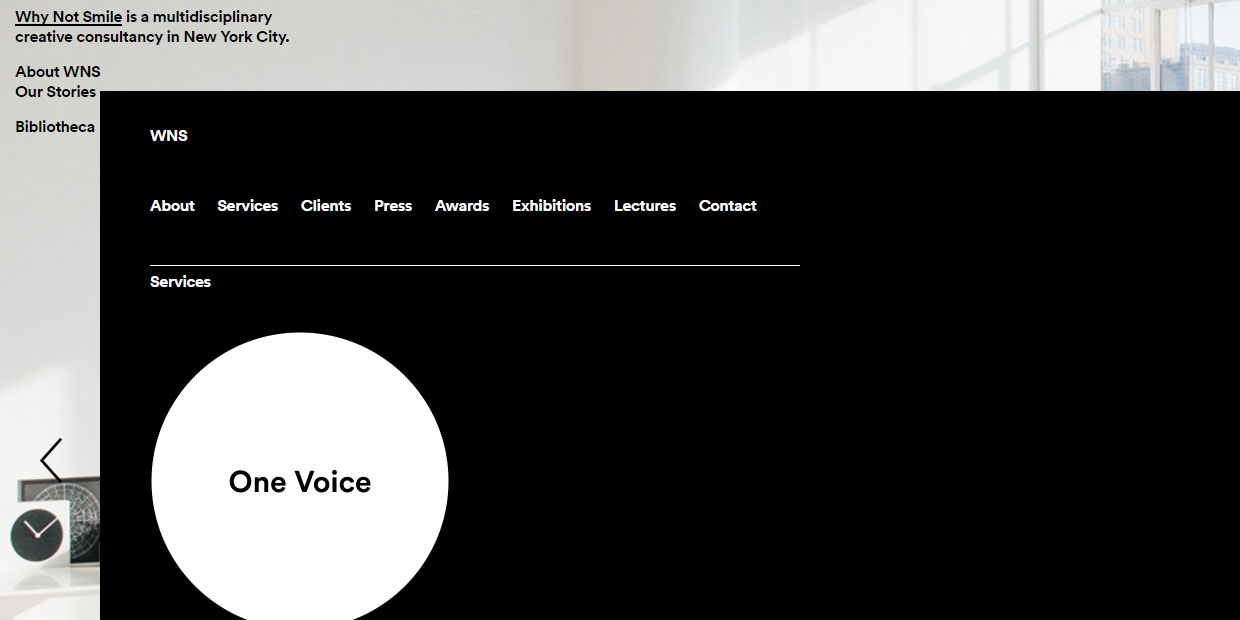 Why Not Smile is a multidisciplinary
creative consultancy in New York City.
About WNS
Our Stories
Bibliotheca
WNS
About Services Clients Press Awards Exhibitions Lectures Contact
Services
One Voice